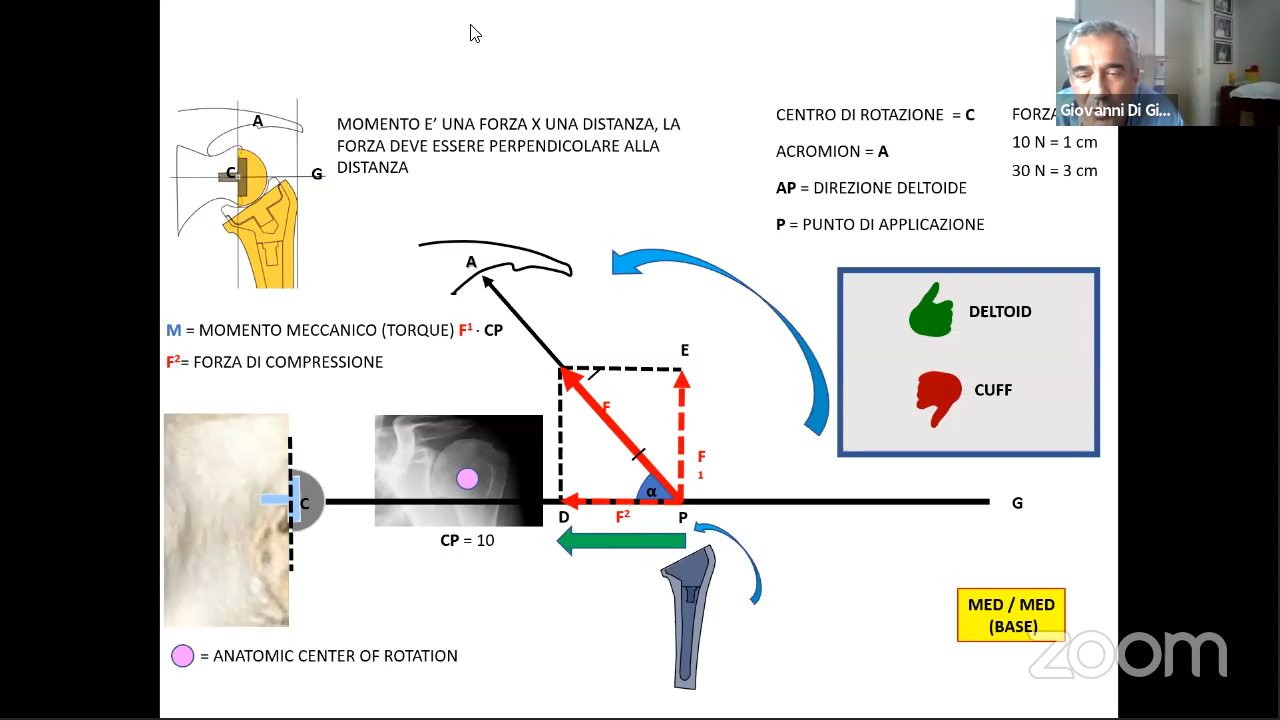 MOMENTO E’ UNA FORZA X UNA DISTANZA, LA
FORZA DEVE ESSERE PERPENDICOLARE ALLA
DISTANZA
A
C
G
CENTRO DI ROTAZIONE = C
ACROMION = A
AP = DIREZIONE DELTOIDE
P = PUNTO DI APPLICAZIONE
FORZA
10 N = 1 cm
30 N = 3 cm
Giovanni Di Gi...
A
M = MOMENTO MECCANICO (TORQUE) F¹ · CP
F²= FORZA DI COMPRESSIONE
DELTOID
CUFF
E
F
F
1
α
C
D
F²
P
G
CP = 10
MED / MED
(BASE)
= ANATOMIC CENTER OF ROTATION
zoom